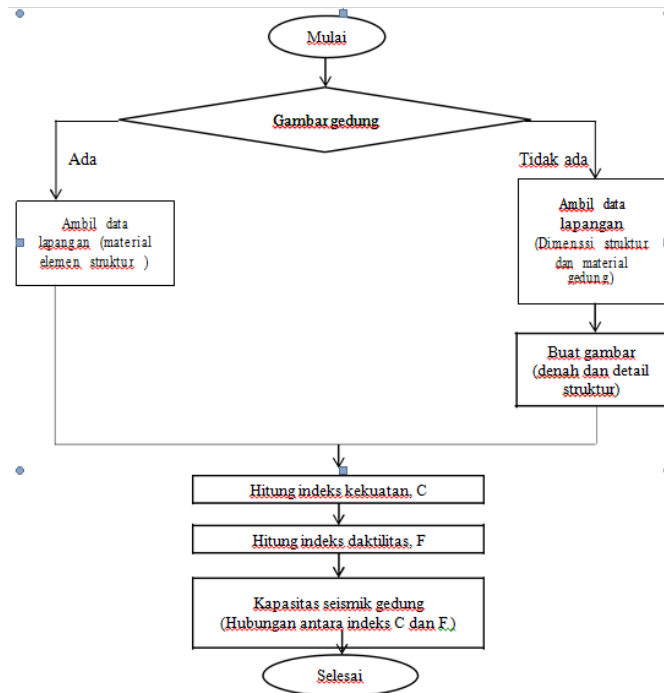 Mulai
Gambar gedung
Ada
Tidak ada
Ambil data
lapangan (material
elemen struktur )
Ambil data
lapangan
(Dimenssi struktur
dan material
gedung)
Buat gambar
(denah dan detail
struktur)
Hitung indeks kekuatan, C
Hitung indeks daktilitas, F
Kapasitas seismik gedung
(Hubungan antara indeks C dan F.)
Selesai